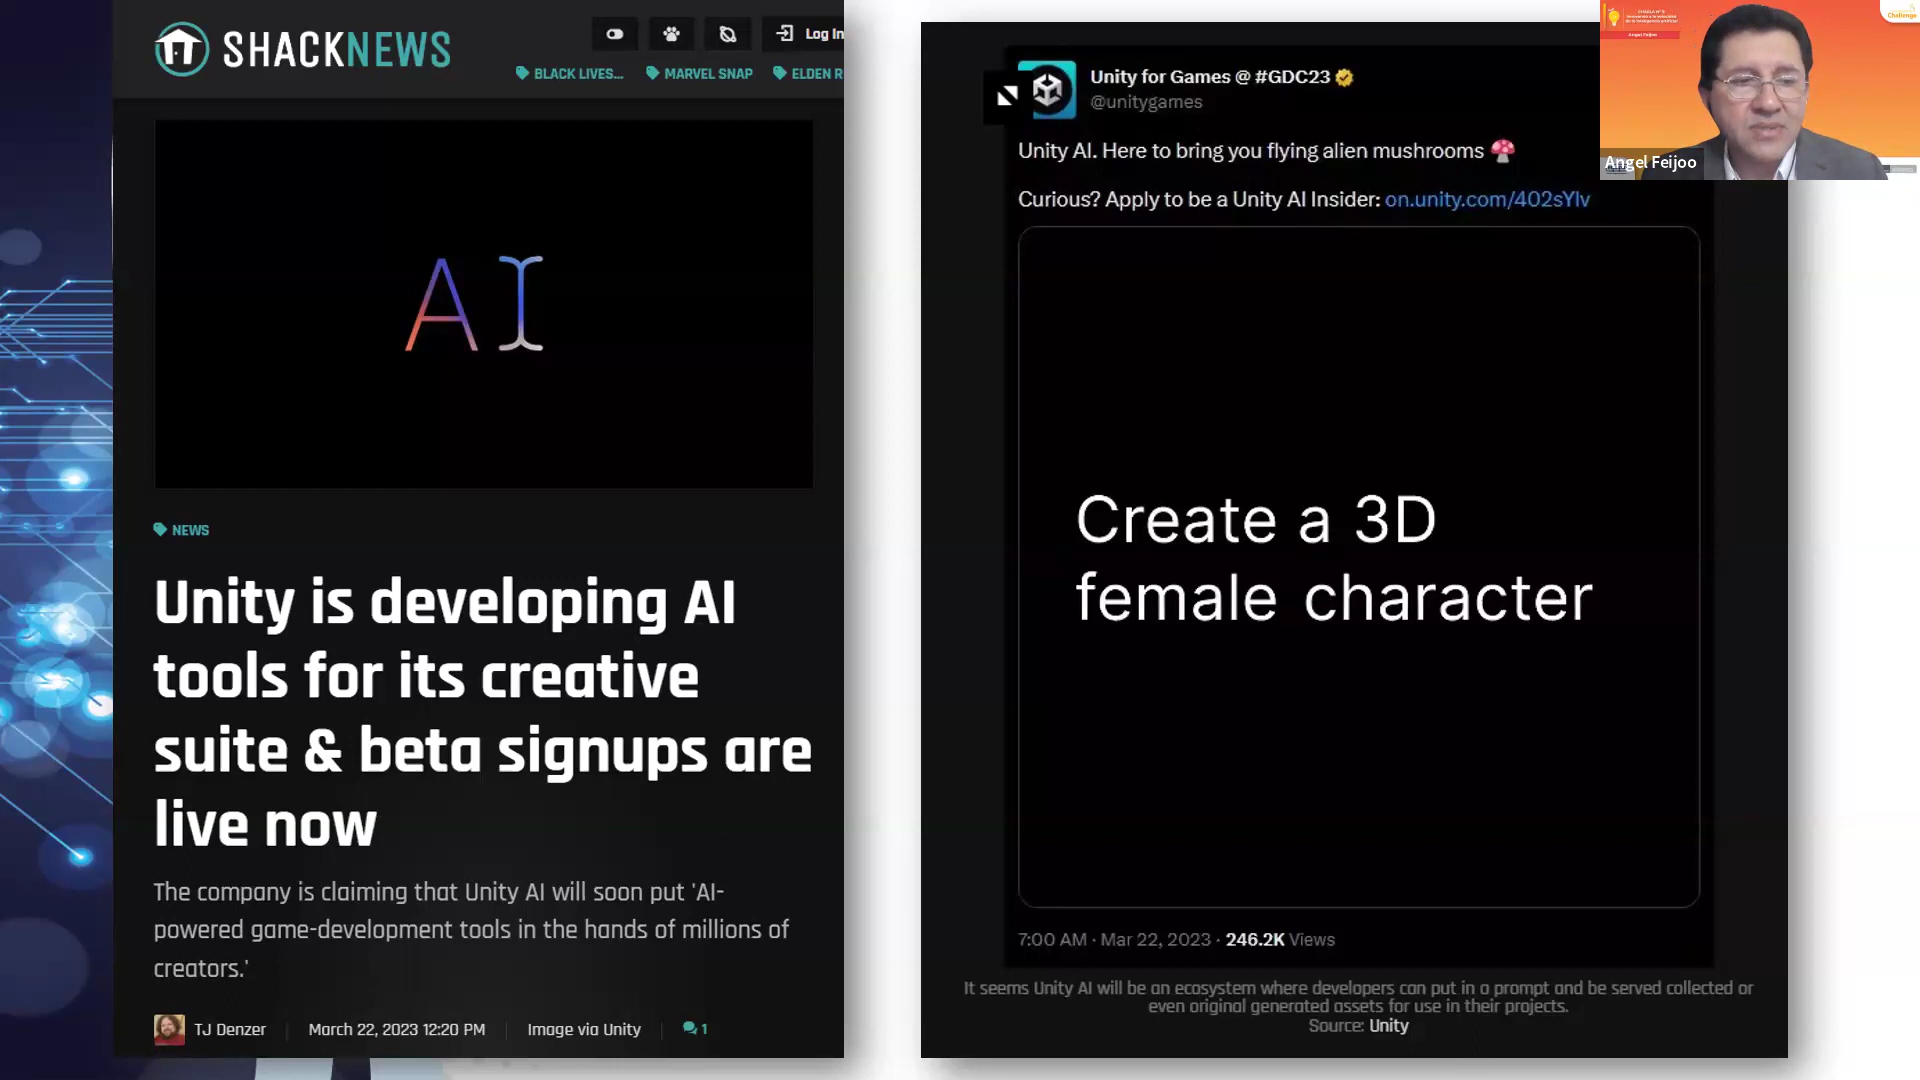 SHACKNEWS
Log In
BLACK LIVES...
MARVEL SNAP
ELDEN R
AI
NEWS
Unity is developing AI
tools for its creative
suite & beta signups are
live now
The company is claiming that Unity AI will soon put 'AI-
powered game-development tools in the hands of millions of
creators.'
TJ Denzer
March 22, 2023 12:20 PM
Image via Unity
1
Unity for Games @ #GDC23
@unitygames
Unity AI. Here to bring you flying alien mushrooms 🍄
Curious? Apply to be a Unity AI Insider: on.unity.com/402sYlv
Create a 3D
female character
7:00 AM · Mar 22, 2023 · 246.2K Views
It seems Unity AI will be an ecosystem where developers can put in a prompt and be served collected or
even original generated assets for use in their projects.
Source: Unity
Angel Feijoo
Challenge
Angel Feijoo